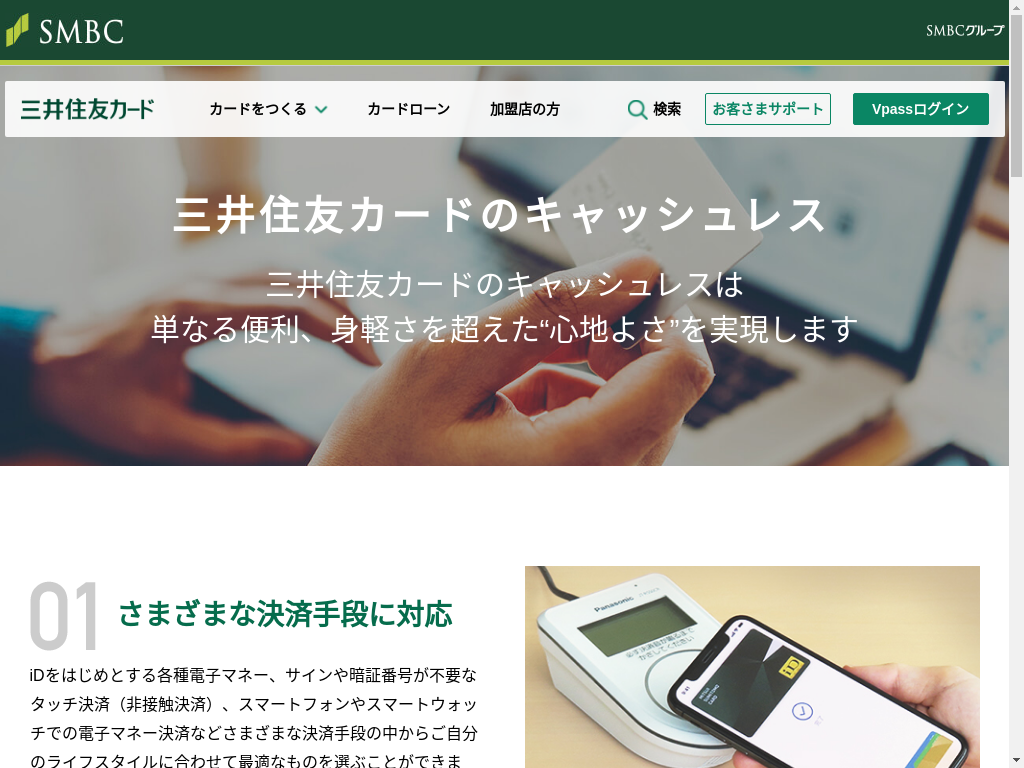 SMBC
SMBCグループ
三井住友カード
カードをつくる
カードローン
加盟店の方
検索
お客さまサポート
Vpassログイン
三井住友カードのキャッシュレス
三井住友カードのキャッシュレスは
単なる便利、身軽さを超えた“心地よさ”を実現します
01 さまざまな決済手段に対応
iDをはじめとする各種電子マネー、サインや暗証番号が不要な
タッチ決済（非接触決済）、スマートフォンやスマートウォッ
チでの電子マネー決済などさまざまな決済手段の中からご自分
のライフスタイルに合わせて最適なものを選ぶことができま
Panasonic
iD
完了